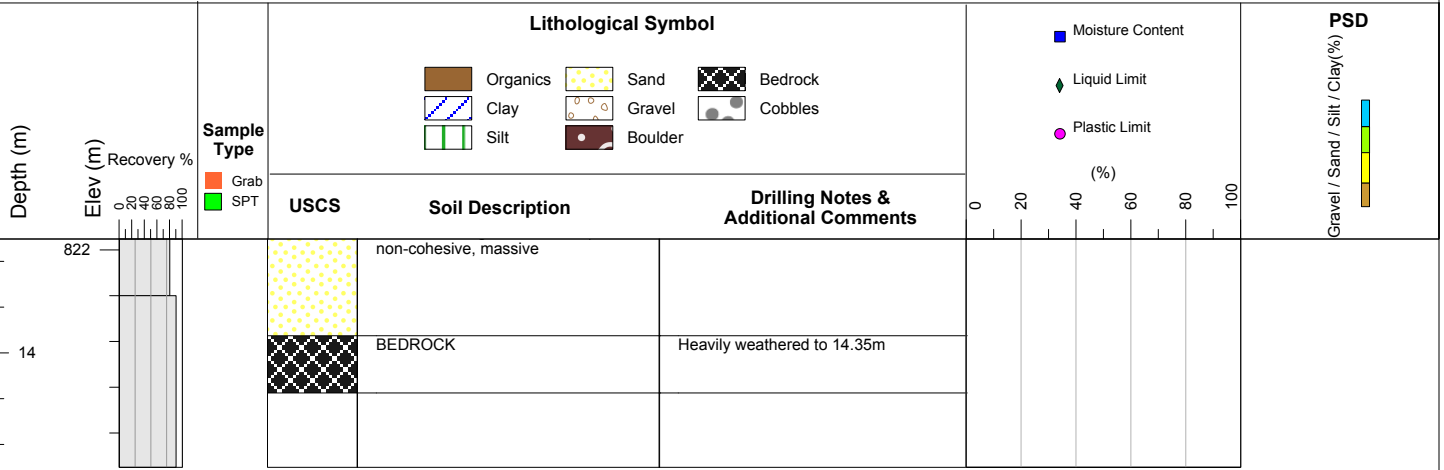 Lithological Symbol
Organics
Sand
Bedrock
Clay
Gravel
Cobbles
Silt
Boulder
Depth (m)
Elev (m)
Recovery %
0 20 40 60 80 100
Sample
Type
Grab
SPT
USCS
Soil Description
Drilling Notes &
Additional Comments
Moisture Content
Liquid Limit
Plastic Limit
(%)
0 20 40 60 80 100
PSD
Gravel / Sand / Silt / Clay(%)
822
non-cohesive, massive
14
BEDROCK
Heavily weathered to 14.35m